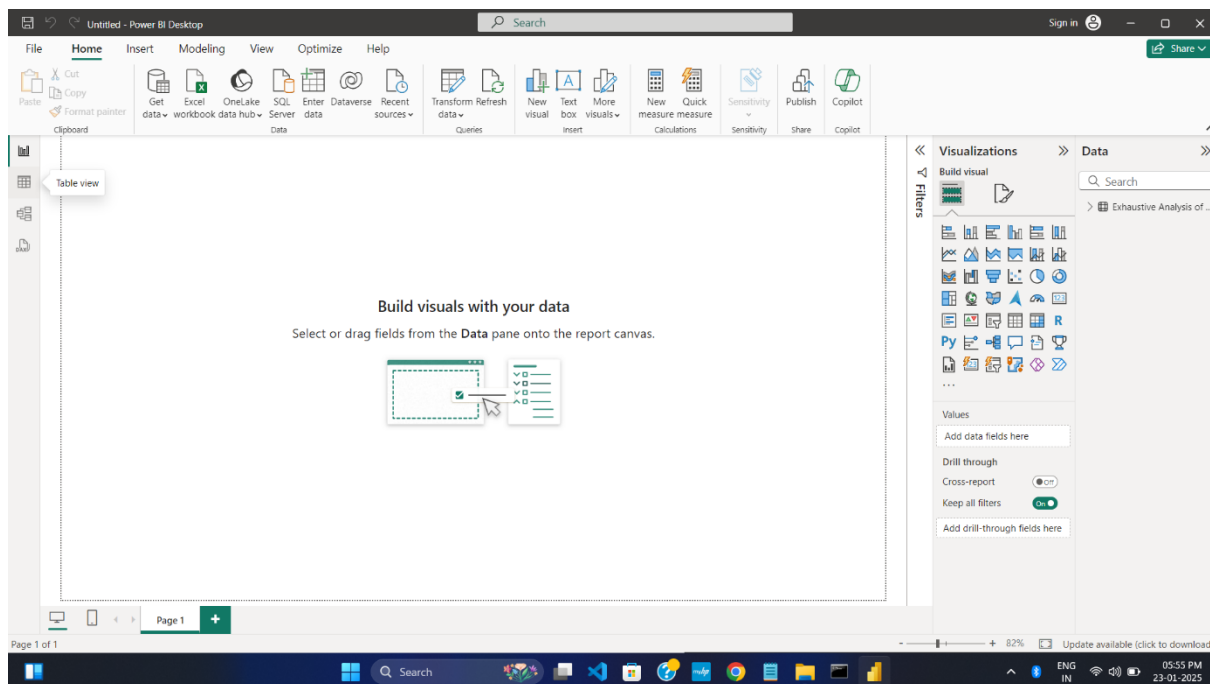 Untitled - Power BI Desktop
Search
Sign in
File Home Insert Modeling View Optimize Help
Share
Paste
Cut
Copy
Format painter
Clipboard
Get data
Excel workbook
OneLake data hub
SQL Server
Enter data
Dataverse
Recent sources
Data
Transform data
Refresh
Queries
New visual
Text box
More visuals
Insert
New measure
Quick measure
Calculations
Sensitivity
Sensitivity
Publish
Share
Copilot
Copilot
Table view
Build visuals with your data
Select or drag fields from the Data pane onto the report canvas.
Filters
Visualizations
Build visual
R
Py
123
...
Values
Add data fields here
Drill through
Cross-report
Off
Keep all filters
On
Add drill-through fields here
Data
Search
Exhaustive Analysis of ...
Page 1
Page 1 of 1
82%
Update available (click to download
Search
ENG
IN
05:55 PM
23-01-2025